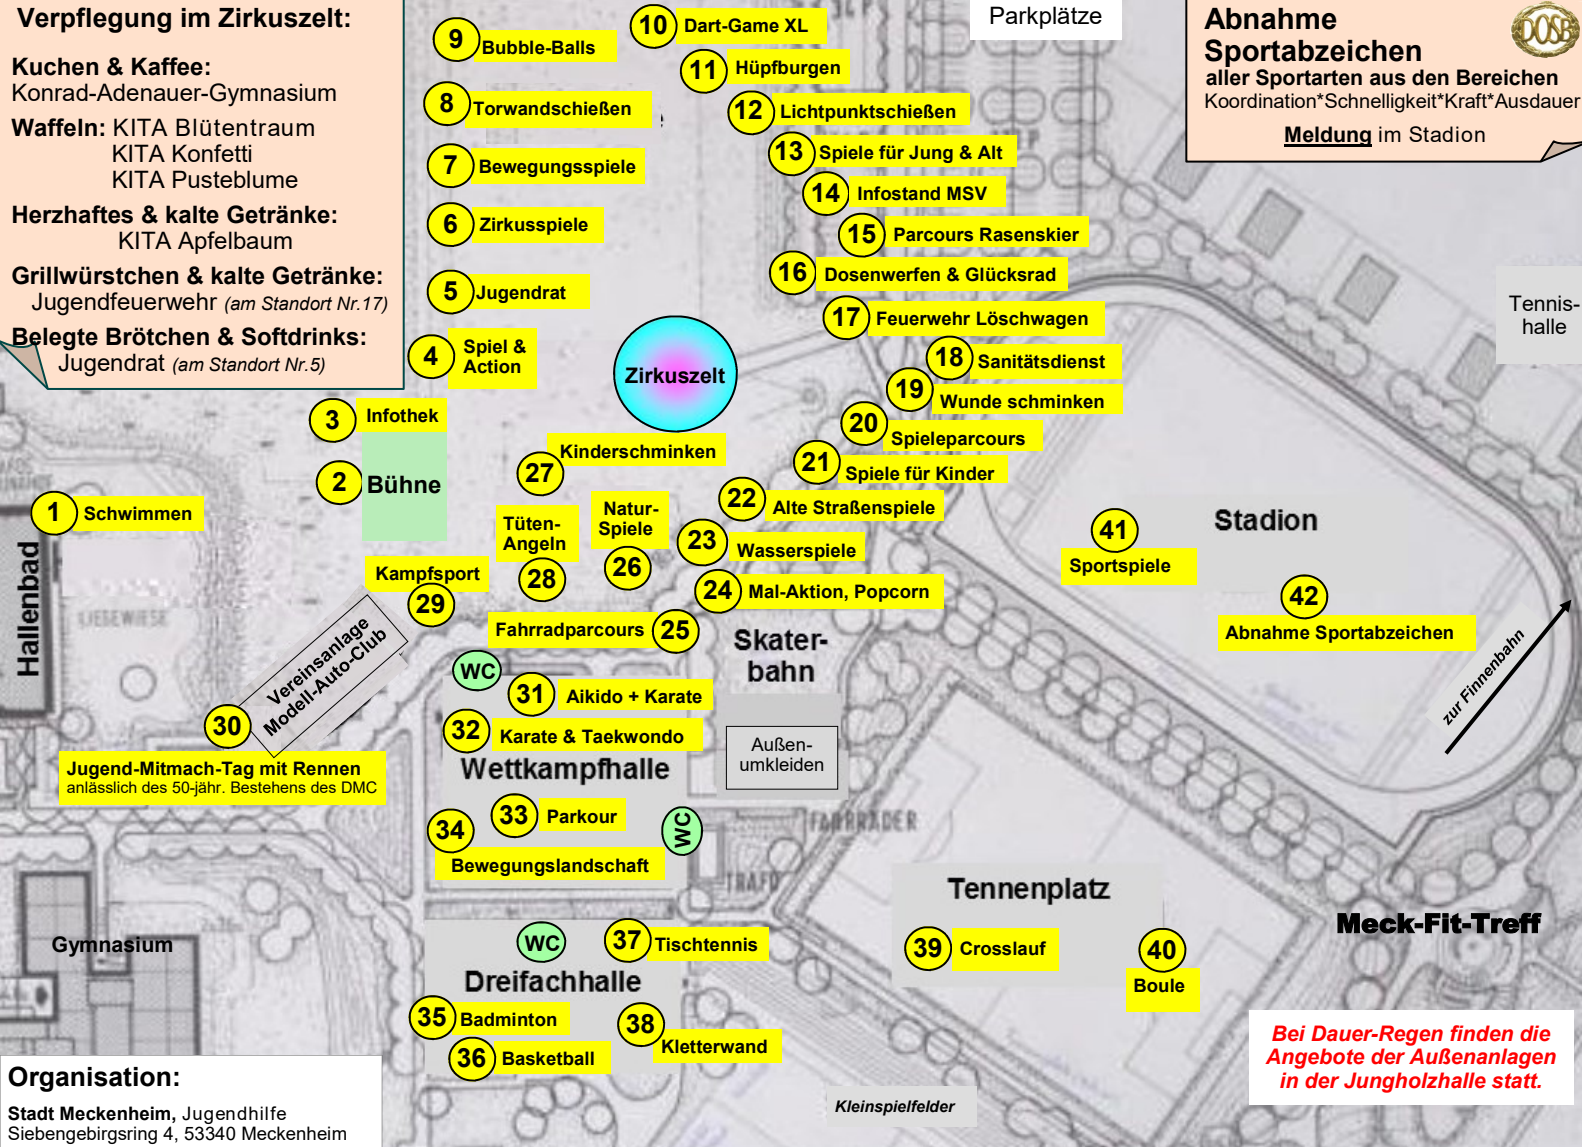 Verpflegung im Zirkuszelt:
Kuchen & Kaffee:
Konrad-Adenauer-Gymnasium
Waffeln: KITA Blütentraum
KITA Konfetti
KITA Pusteblume
Herzhaftes & kalte Getränke:
KITA Apfelbaum
Grillwürstchen & kalte Getränke:
Jugendfeuerwehr (am Standort Nr.17)
Belegte Brötchen & Softdrinks:
Jugendrat (am Standort Nr.5)
Parkplätze
Abnahme
Sportabzeichen
DOSB
aller Sportarten aus den Bereichen
Koordination*Schnelligkeit*Kraft*Ausdauer
Meldung im Stadion
9 Bubble-Balls
10 Dart-Game XL
11 Hüpfburgen
8 Torwandschießen
12 Lichtpunktschießen
13 Spiele für Jung & Alt
7 Bewegungsspiele
14 Infostand MSV
6 Zirkusspiele
15 Parcours Rasenskier
16 Dosenwerfen & Glücksrad
5 Jugendrat
17 Feuerwehr Löschwagen
Tennis-
halle
4 Spiel &
Action
Zirkuszelt
18 Sanitätsdienst
19 Wunde schminken
3 Infothek
20 Spieleparcours
27 Kinderschminken
21 Spiele für Kinder
2 Bühne
22 Alte Straßenspiele
1 Schwimmen
Hallenbad
LIEGEWIESE
Tüten-
Angeln
28
Natur-
Spiele
26
23 Wasserspiele
24 Mal-Aktion, Popcorn
Kampfsport
29
Fahrradparcours 25
Stadion
41
Sportspiele
42
Abnahme Sportabzeichen
zur Finnenbahn
Vereinsanlage
Modell-Auto-Club
30
Jugend-Mitmach-Tag mit Rennen
anlässlich des 50-jähr. Bestehens des DMC
Skater-
bahn
WC
31 Aikido + Karate
32 Karate & Taekwondo
Wettkampfhalle
Außen-
umkleiden
33 Parkour
34
Bewegungslandschaft
WC
FAHRRÄDER
TRAFO
Tennenplatz
39 Crosslauf
40
Boule
Meck-Fit-Treff
Gymnasium
WC
37 Tischtennis
Dreifachhalle
35 Badminton
38
Kletterwand
36 Basketball
Bei Dauer-Regen finden die
Angebote der Außenanlagen
in der Jungholzhalle statt.
Kleinspielfelder
Organisation:
Stadt Meckenheim, Jugendhilfe
Siebengebirgsring 4, 53340 Meckenheim